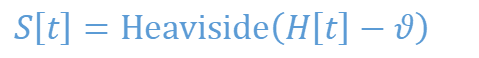 S[t] = Heaviside(H[t] − ϑ)